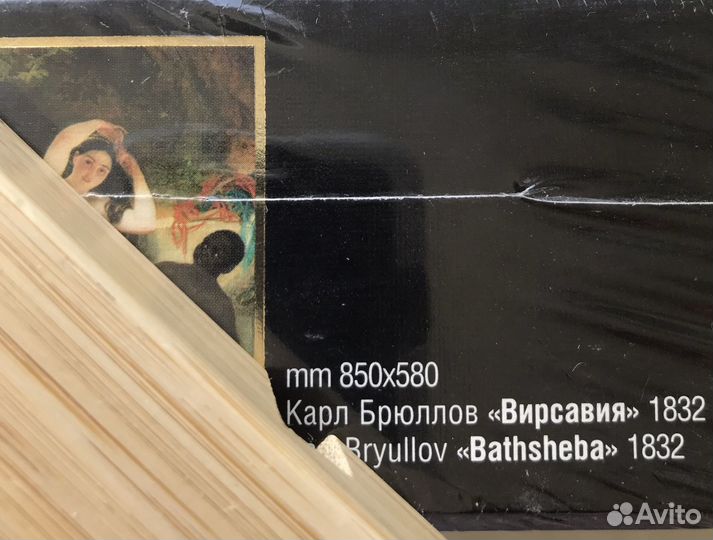 mm 850x580
Карл Брюллов «Вирсавия» 1832
Bryullov «Bathsheba» 1832
Avito